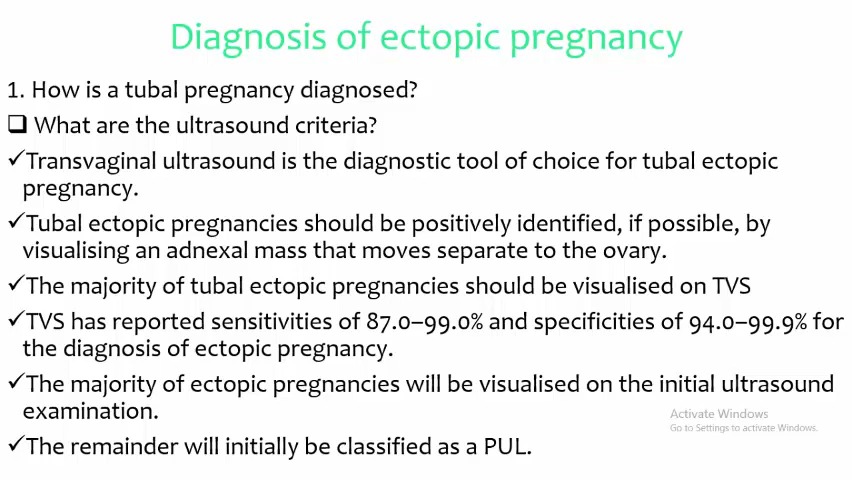 Diagnosis of ectopic pregnancy
1. How is a tubal pregnancy diagnosed?
❑ What are the ultrasound criteria?
✓Transvaginal ultrasound is the diagnostic tool of choice for tubal ectopic
pregnancy.
✓Tubal ectopic pregnancies should be positively identified, if possible, by
visualising an adnexal mass that moves separate to the ovary.
✓The majority of tubal ectopic pregnancies should be visualised on TVS
✓TVS has reported sensitivities of 87.0–99.0% and specificities of 94.0–99.9% for
the diagnosis of ectopic pregnancy.
✓The majority of ectopic pregnancies will be visualised on the initial ultrasound
examination.
✓The remainder will initially be classified as a PUL.
Activate Windows
Go to Settings to activate Windows.